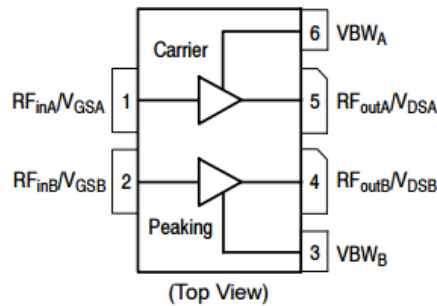 6 VBWA
Carrier
RFinA/VGSA 1 5 RFoutA/VDSA
RFinB/VGSB 2 4 RFoutB/VDSB
Peaking
3 VBWB
(Top View)